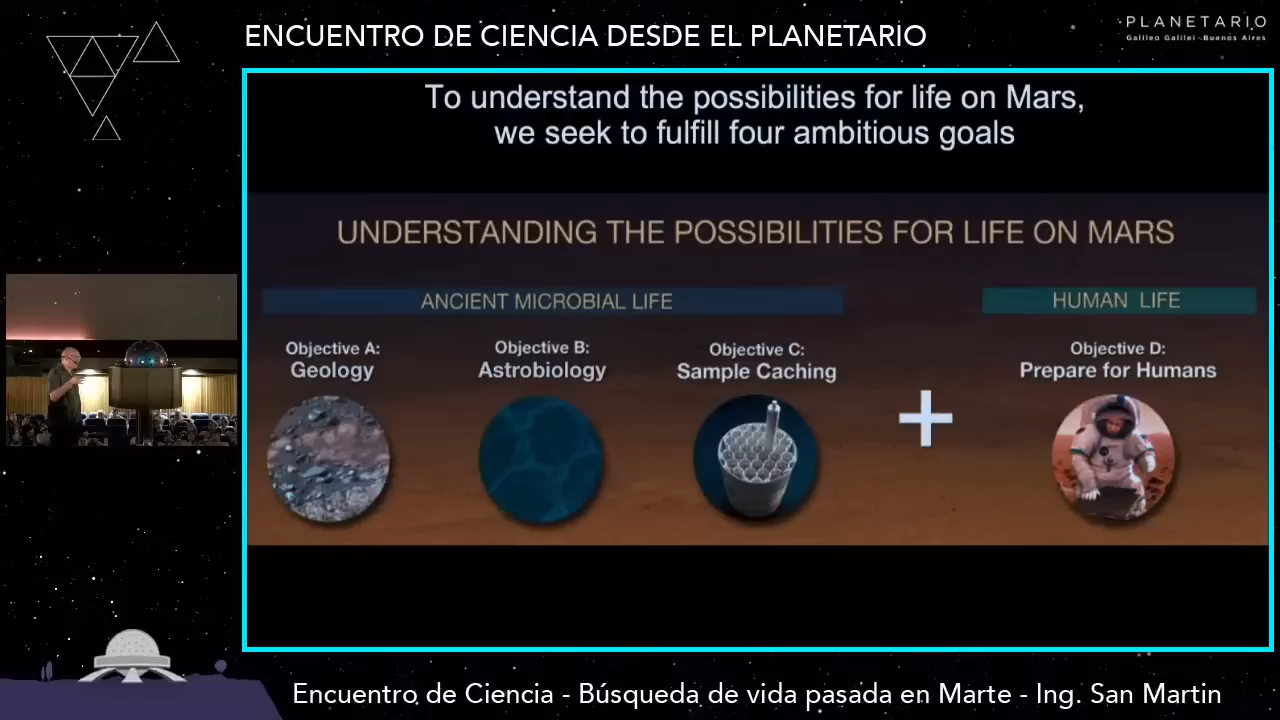 ENCUENTRO DE CIENCIA DESDE EL PLANETARIO
PLANETARIO
Galileo Galilei - Buenos Aires
To understand the possibilities for life on Mars,
we seek to fulfill four ambitious goals
UNDERSTANDING THE POSSIBILITIES FOR LIFE ON MARS
ANCIENT MICROBIAL LIFE
HUMAN LIFE
Objective A:
Geology
Objective B:
Astrobiology
Objective C:
Sample Caching
+
Objective D:
Prepare for Humans
Encuentro de Ciencia - Búsqueda de vida pasada en Marte - Ing. San Martin